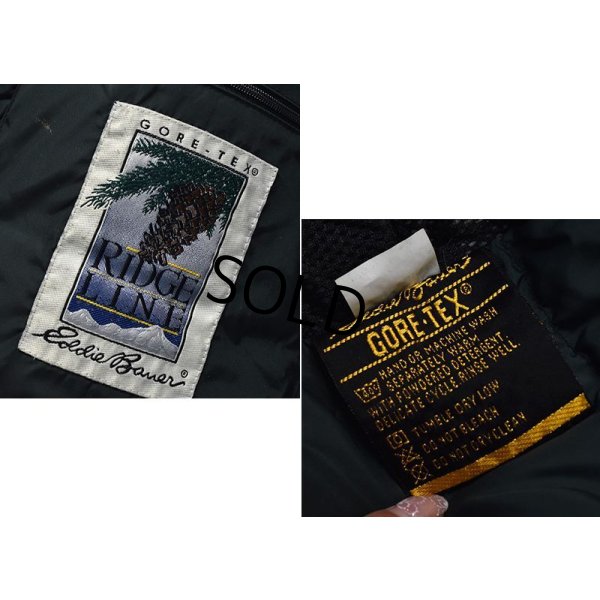 GORE-TEX®
RIDGE
LINE
Eddie Bauer®
SOLD
Eddie Bauer
GORE-TEX®
HAND OR MACHINE WASH
SEPARATELY WARM
WITH POWDERED DETERGENT
DELICATE CYCLE RINSE WELL.
TUMBLE DRY LOW
DO NOT BLEACH
DO NOT DRYCLEAN